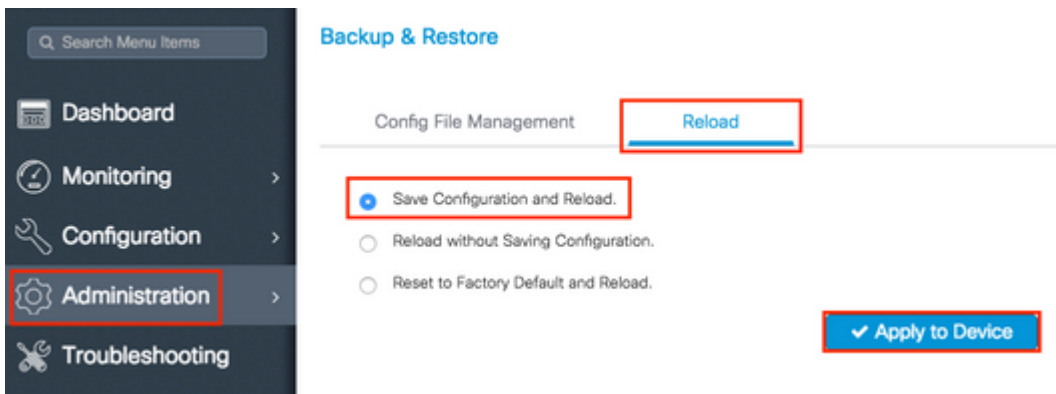 Search Menu Items
Dashboard
Monitoring
Configuration
Administration
Troubleshooting
Backup & Restore
Config File Management
Reload
Save Configuration and Reload.
Reload without Saving Configuration.
Reset to Factory Default and Reload.
Apply to Device